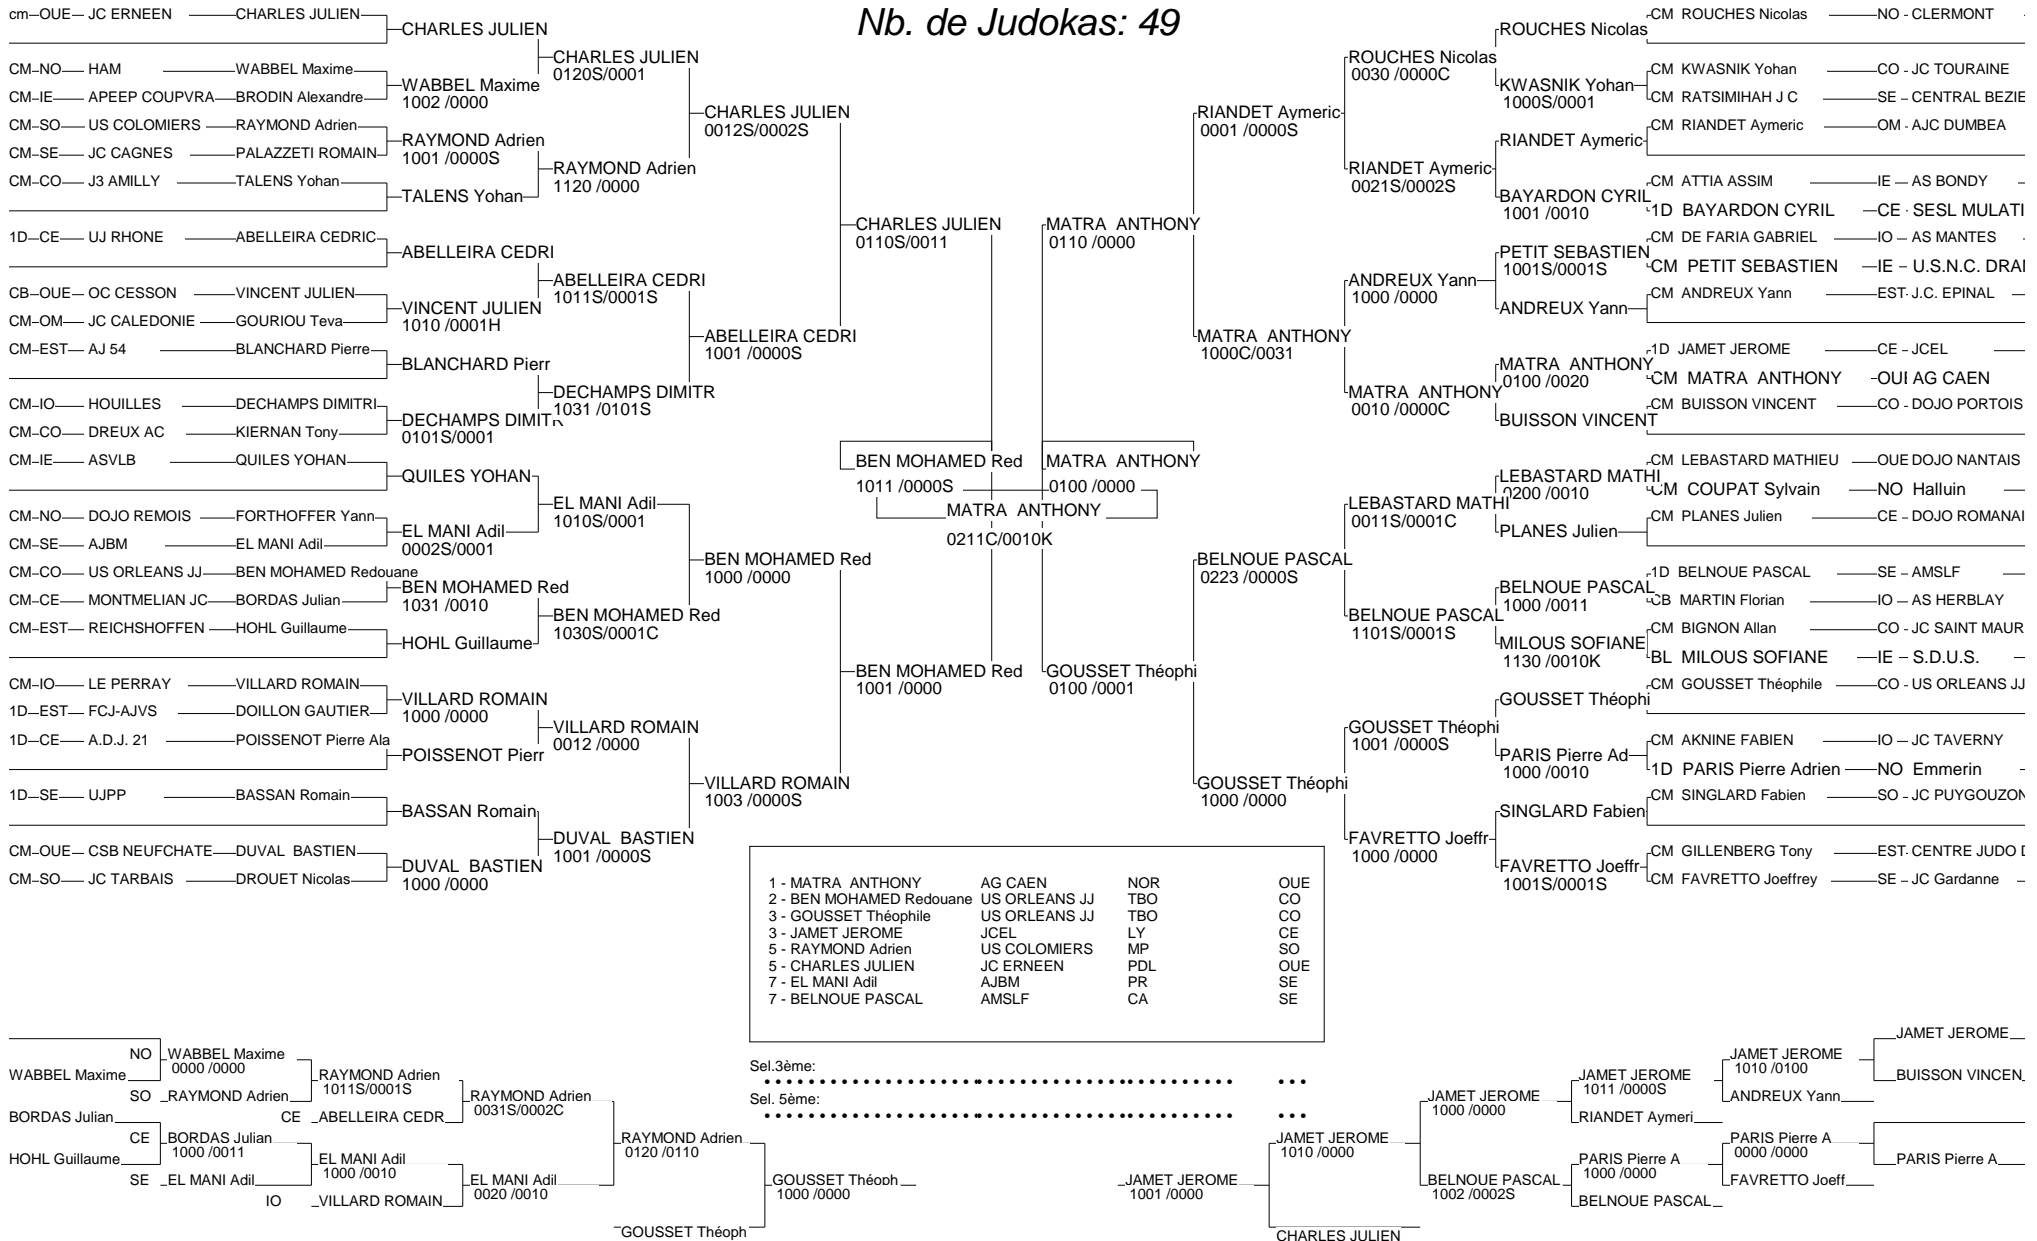 Nb. de Judokas: 49
cm OUE JC ERNEEN CHARLES JULIEN
CM NO HAM WABBEL Maxime
CM IE APEEP COUPVRA BRODIN Alexandre
CM SO US COLOMIERS RAYMOND Adrien
CM SE JC CAGNES PALAZZETI ROMAIN
CM CO J3 AMILLY TALENS Yohan
1D CE UJ RHONE ABELLEIRA CEDRIC
CB OUE OC CESSON VINCENT JULIEN
CM OM JC CALEDONIE GOURIOU Teva
CM EST AJ 54 BLANCHARD Pierre
CM IO HOUILLES DECHAMPS DIMITRI
CM CO DREUX AC KIERNAN Tony
CM IE ASVLB QUILES YOHAN
CM NO DOJO REMOIS FORTHOFFER Yann
CM SE AJBM EL MANI Adil
CM CO US ORLEANS JJ BEN MOHAMED Redouane
CM CE MONTMELIAN JC BORDAS Julian
CM EST REICHSHOFFEN HOHL Guillaume
CM IO LE PERRAY VILLARD ROMAIN
1D EST FCJ-AJVS DOILLON GAUTIER
1D CE A.D.J. 21 POISSENOT Pierre Ala
1D SE UJPP BASSAN Romain
CM OUE CSB NEUFCHATE DUVAL BASTIEN
CM SO JC TARBAIS DROUET Nicolas
CHARLES JULIEN
WABBEL Maxime
1002 /0000
RAYMOND Adrien
1001 /0000S
TALENS Yohan
ABELLEIRA CEDRI
VINCENT JULIEN
1010 /0001H
BLANCHARD Pierr
DECHAMPS DIMITR
0101S/0001
QUILES YOHAN
EL MANI Adil
0002S/0001
BEN MOHAMED Red
1031 /0010
HOHL Guillaume
VILLARD ROMAIN
1000 /0000
POISSENOT Pierr
BASSAN Romain
DUVAL BASTIEN
1000 /0000
CHARLES JULIEN
0120S/0001
RAYMOND Adrien
1120 /0000
ABELLEIRA CEDRI
1011S/0001S
DECHAMPS DIMITR
1031 /0101S
EL MANI Adil
1010S/0001
BEN MOHAMED Red
1030S/0001C
VILLARD ROMAIN
0012 /0000
DUVAL BASTIEN
1001 /0000S
CHARLES JULIEN
0012S/0002S
ABELLEIRA CEDRI
1001 /0000S
BEN MOHAMED Red
1000 /0000
VILLARD ROMAIN
1003 /0000S
CHARLES JULIEN
0110S/0011
BEN MOHAMED Red
1001 /0000
BEN MOHAMED Red
1011 /0000S
MATRA ANTHONY
0100 /0000
MATRA ANTHONY
0211C/0010K
MATRA ANTHONY
0110 /0000
GOUSSET Théophi
0100 /0001
RIANDET Aymeric
0001 /0000S
MATRA ANTHONY
1000C/0031
BELNOUE PASCAL
0223 /0000S
GOUSSET Théophi
1000 /0000
ROUCHES Nicolas
0030 /0000C
RIANDET Aymeric
0021S/0002S
ANDREUX Yann
1000 /0000
MATRA ANTHONY
0010 /0000C
LEBASTARD MATHI
0011S/0001C
BELNOUE PASCAL
1101S/0001S
GOUSSET Théophi
1001 /0000S
FAVRETTO Joeffr
1000 /0000
ROUCHES Nicolas
KWASNIK Yohan
1000S/0001
RIANDET Aymeric
BAYARDON CYRIL
1001 /0010
PETIT SEBASTIEN
1001S/0001S
ANDREUX Yann
MATRA ANTHONY
0100 /0020
BUISSON VINCENT
LEBASTARD MATHI
0200 /0010
PLANES Julien
BELNOUE PASCAL
1000 /0011
MILOUS SOFIANE
1130 /0010K
GOUSSET Théophi
PARIS Pierre Ad
1000 /0010
SINGLARD Fabien
FAVRETTO Joeffr
1001S/0001S
CM ROUCHES Nicolas NO - CLERMONT
CM KWASNIK Yohan CO - JC TOURAINE
CM RATSIMIHAH J C SE - CENTRAL BEZIE
CM RIANDET Aymeric OM - AJC DUMBEA
CM ATTIA ASSIM IE - AS BONDY
1D BAYARDON CYRIL CE - SESL MULATI
CM DE FARIA GABRIEL IO - AS MANTES
CM PETIT SEBASTIEN IE - U.S.N.C. DRAN
CM ANDREUX Yann EST- J.C. EPINAL
1D JAMET JEROME CE - JCEL
CM MATRA ANTHONY OUE AG CAEN
CM BUISSON VINCENT CO - DOJO PORTOIS
CM LEBASTARD MATHIEU OUE DOJO NANTAIS
CM COUPAT Sylvain NO Halluin
CM PLANES Julien CE - DOJO ROMANAI
1D BELNOUE PASCAL SE - AMSLF
CB MARTIN Florian IO - AS HERBLAY
CM BIGNON Allan CO - JC SAINT MAUR
BL MILOUS SOFIANE IE - S.D.U.S.
CM GOUSSET Théophile CO - US ORLEANS JJ
CM AKNINE FABIEN IO - JC TAVERNY
1D PARIS Pierre Adrien NO Emmerin
CM SINGLARD Fabien SO - JC PUYGOUZON
CM GILLENBERG Tony EST- CENTRE JUDO D
CM FAVRETTO Joeffrey SE - JC Gardanne
1 - MATRA ANTHONY AG CAEN NOR OUE
2 - BEN MOHAMED Redouane US ORLEANS JJ TBO CO
3 - GOUSSET Théophile US ORLEANS JJ TBO CO
3 - JAMET JEROME JCEL LY CE
5 - RAYMOND Adrien US COLOMIERS MP SO
5 - CHARLES JULIEN JC ERNEEN PDL OUE
7 - EL MANI Adil AJBM PR SE
7 - BELNOUE PASCAL AMSLF CA SE
Sel.3ème:
Sel. 5ème:
WABBEL Maxime
BORDAS Julian
HOHL Guillaume
NO WABBEL Maxime
0000 /0000
SO RAYMOND Adrien
CE BORDAS Julian
1000 /0011
SE EL MANI Adil
RAYMOND Adrien
1011S/0001S
CE ABELLEIRA CEDR
EL MANI Adil
1000 /0010
IO VILLARD ROMAIN
RAYMOND Adrien
0031S/0002C
EL MANI Adil
0020 /0010
RAYMOND Adrien
0120 /0110
GOUSSET Théoph
GOUSSET Théoph
1000 /0000
JAMET JEROME
1001 /0000
JAMET JEROME
1010 /0000
CHARLES JULIEN
JAMET JEROME
1000 /0000
BELNOUE PASCAL
1002 /0002S
JAMET JEROME
1011 /0000S
RIANDET Aymeri
PARIS Pierre A
1000 /0000
BELNOUE PASCAL
JAMET JEROME
1010 /0100
ANDREUX Yann
PARIS Pierre A
0000 /0000
FAVRETTO Joeff
JAMET JEROME
BUISSON VINCEN
PARIS Pierre A